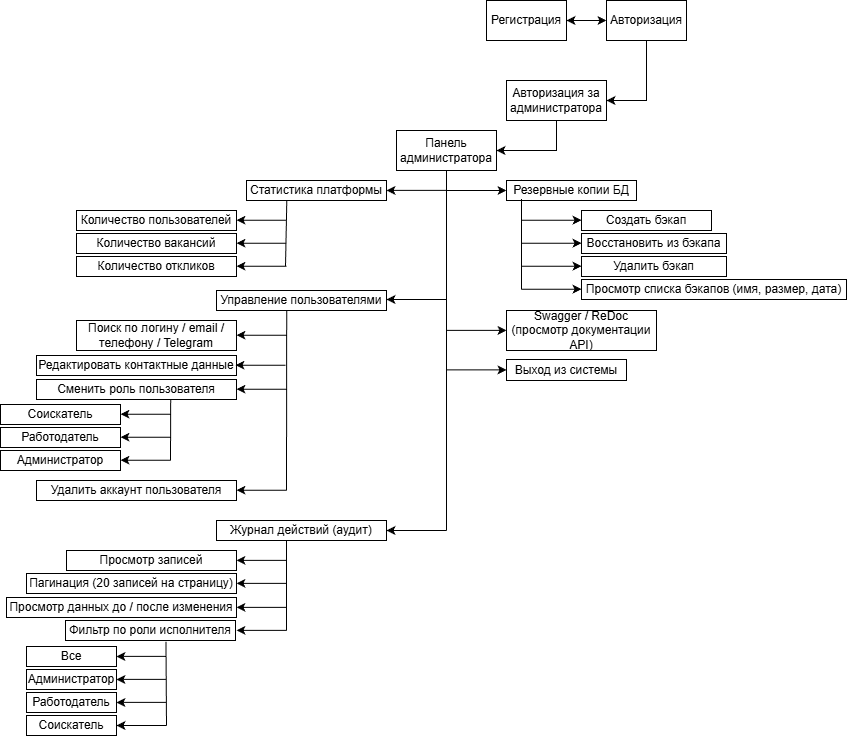 Регистрация
Авторизация
Авторизация за
администратора
Панель
администратора
Статистика платформы
Количество пользователей
Количество вакансий
Количество откликов
Резервные копии БД
Создать бэкап
Восстановить из бэкапа
Удалить бэкап
Просмотр списка бэкапов (имя, размер, дата)
Управление пользователями
Поиск по логину / email /
телефону / Telegram
Редактировать контактные данные
Сменить роль пользователя
Соискатель
Работодатель
Администратор
Удалить аккаунт пользователя
Swagger / ReDoc
(просмотр документации
API)
Выход из системы
Журнал действий (аудит)
Просмотр записей
Пагинация (20 записей на страницу)
Просмотр данных до / после изменения
Фильтр по роли исполнителя
Все
Администратор
Работодатель
Соискатель